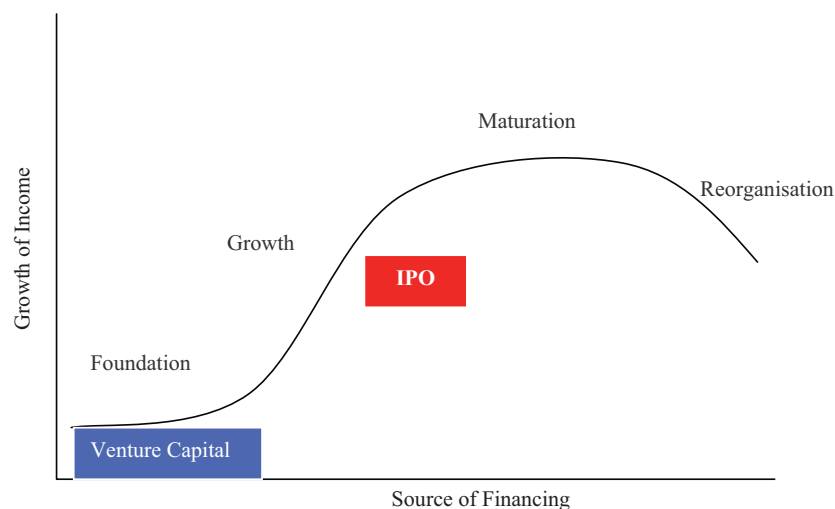 Maturation
Reorganisation
Growth
IPO
Foundation
Venture Capital
Growth of Income
Source of Financing